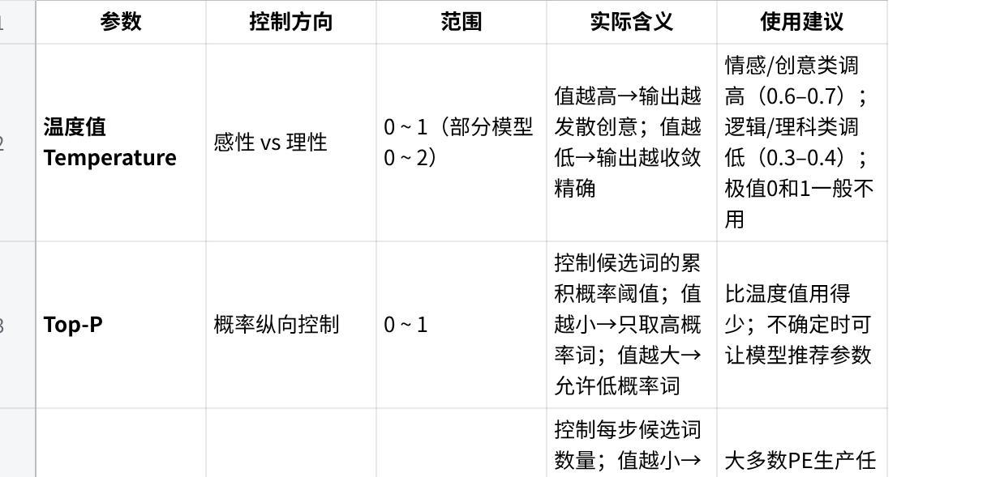 参数 控制方向 范围 实际含义 使用建议
2
温度值
Temperature
感性 vs 理性
0 ~ 1（部分模型
0 ~ 2）
值越高→输出越
发散创意；值越
低→输出越收敛
精确
情感/创意类调
高（0.6–0.7）；
逻辑/理科类调
低（0.3–0.4）；
极值0和1一般不
用
Top-P
概率纵向控制
0 ~ 1
控制候选词的累
积概率阈值；值
越小→只取高概
率词；值越大→
允许低概率词
比温度值用得
少；不确定时可
让模型推荐参数
控制每步候选词
数量；值越小→
大多数PE生产任